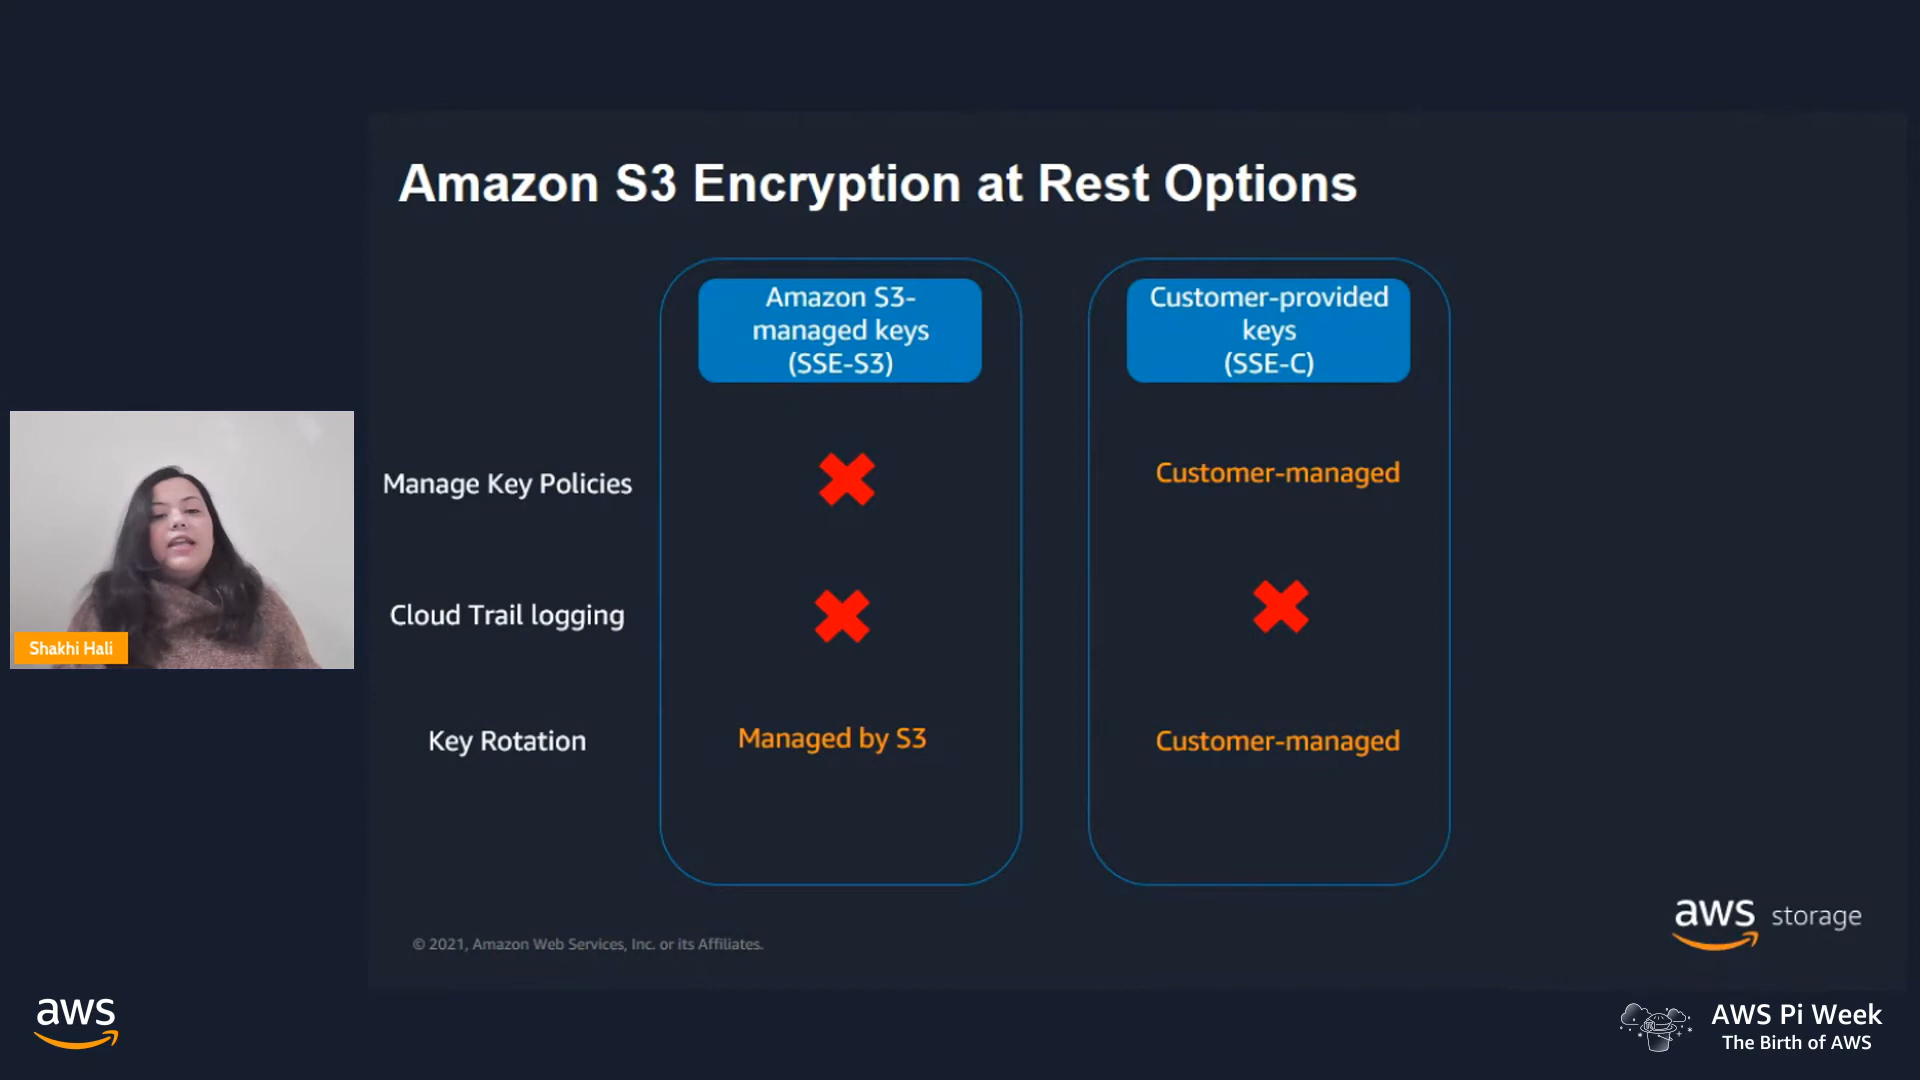 Amazon S3 Encryption at Rest Options
Amazon S3-
managed keys
(SSE-S3)
Customer-provided
keys
(SSE-C)
Manage Key Policies
Customer-managed
Cloud Trail logging
Key Rotation
Managed by S3
Customer-managed
Shakhi Hali
© 2021, Amazon Web Services, Inc. or its Affiliates.
aws storage
aws
AWS Pi Week
The Birth of AWS